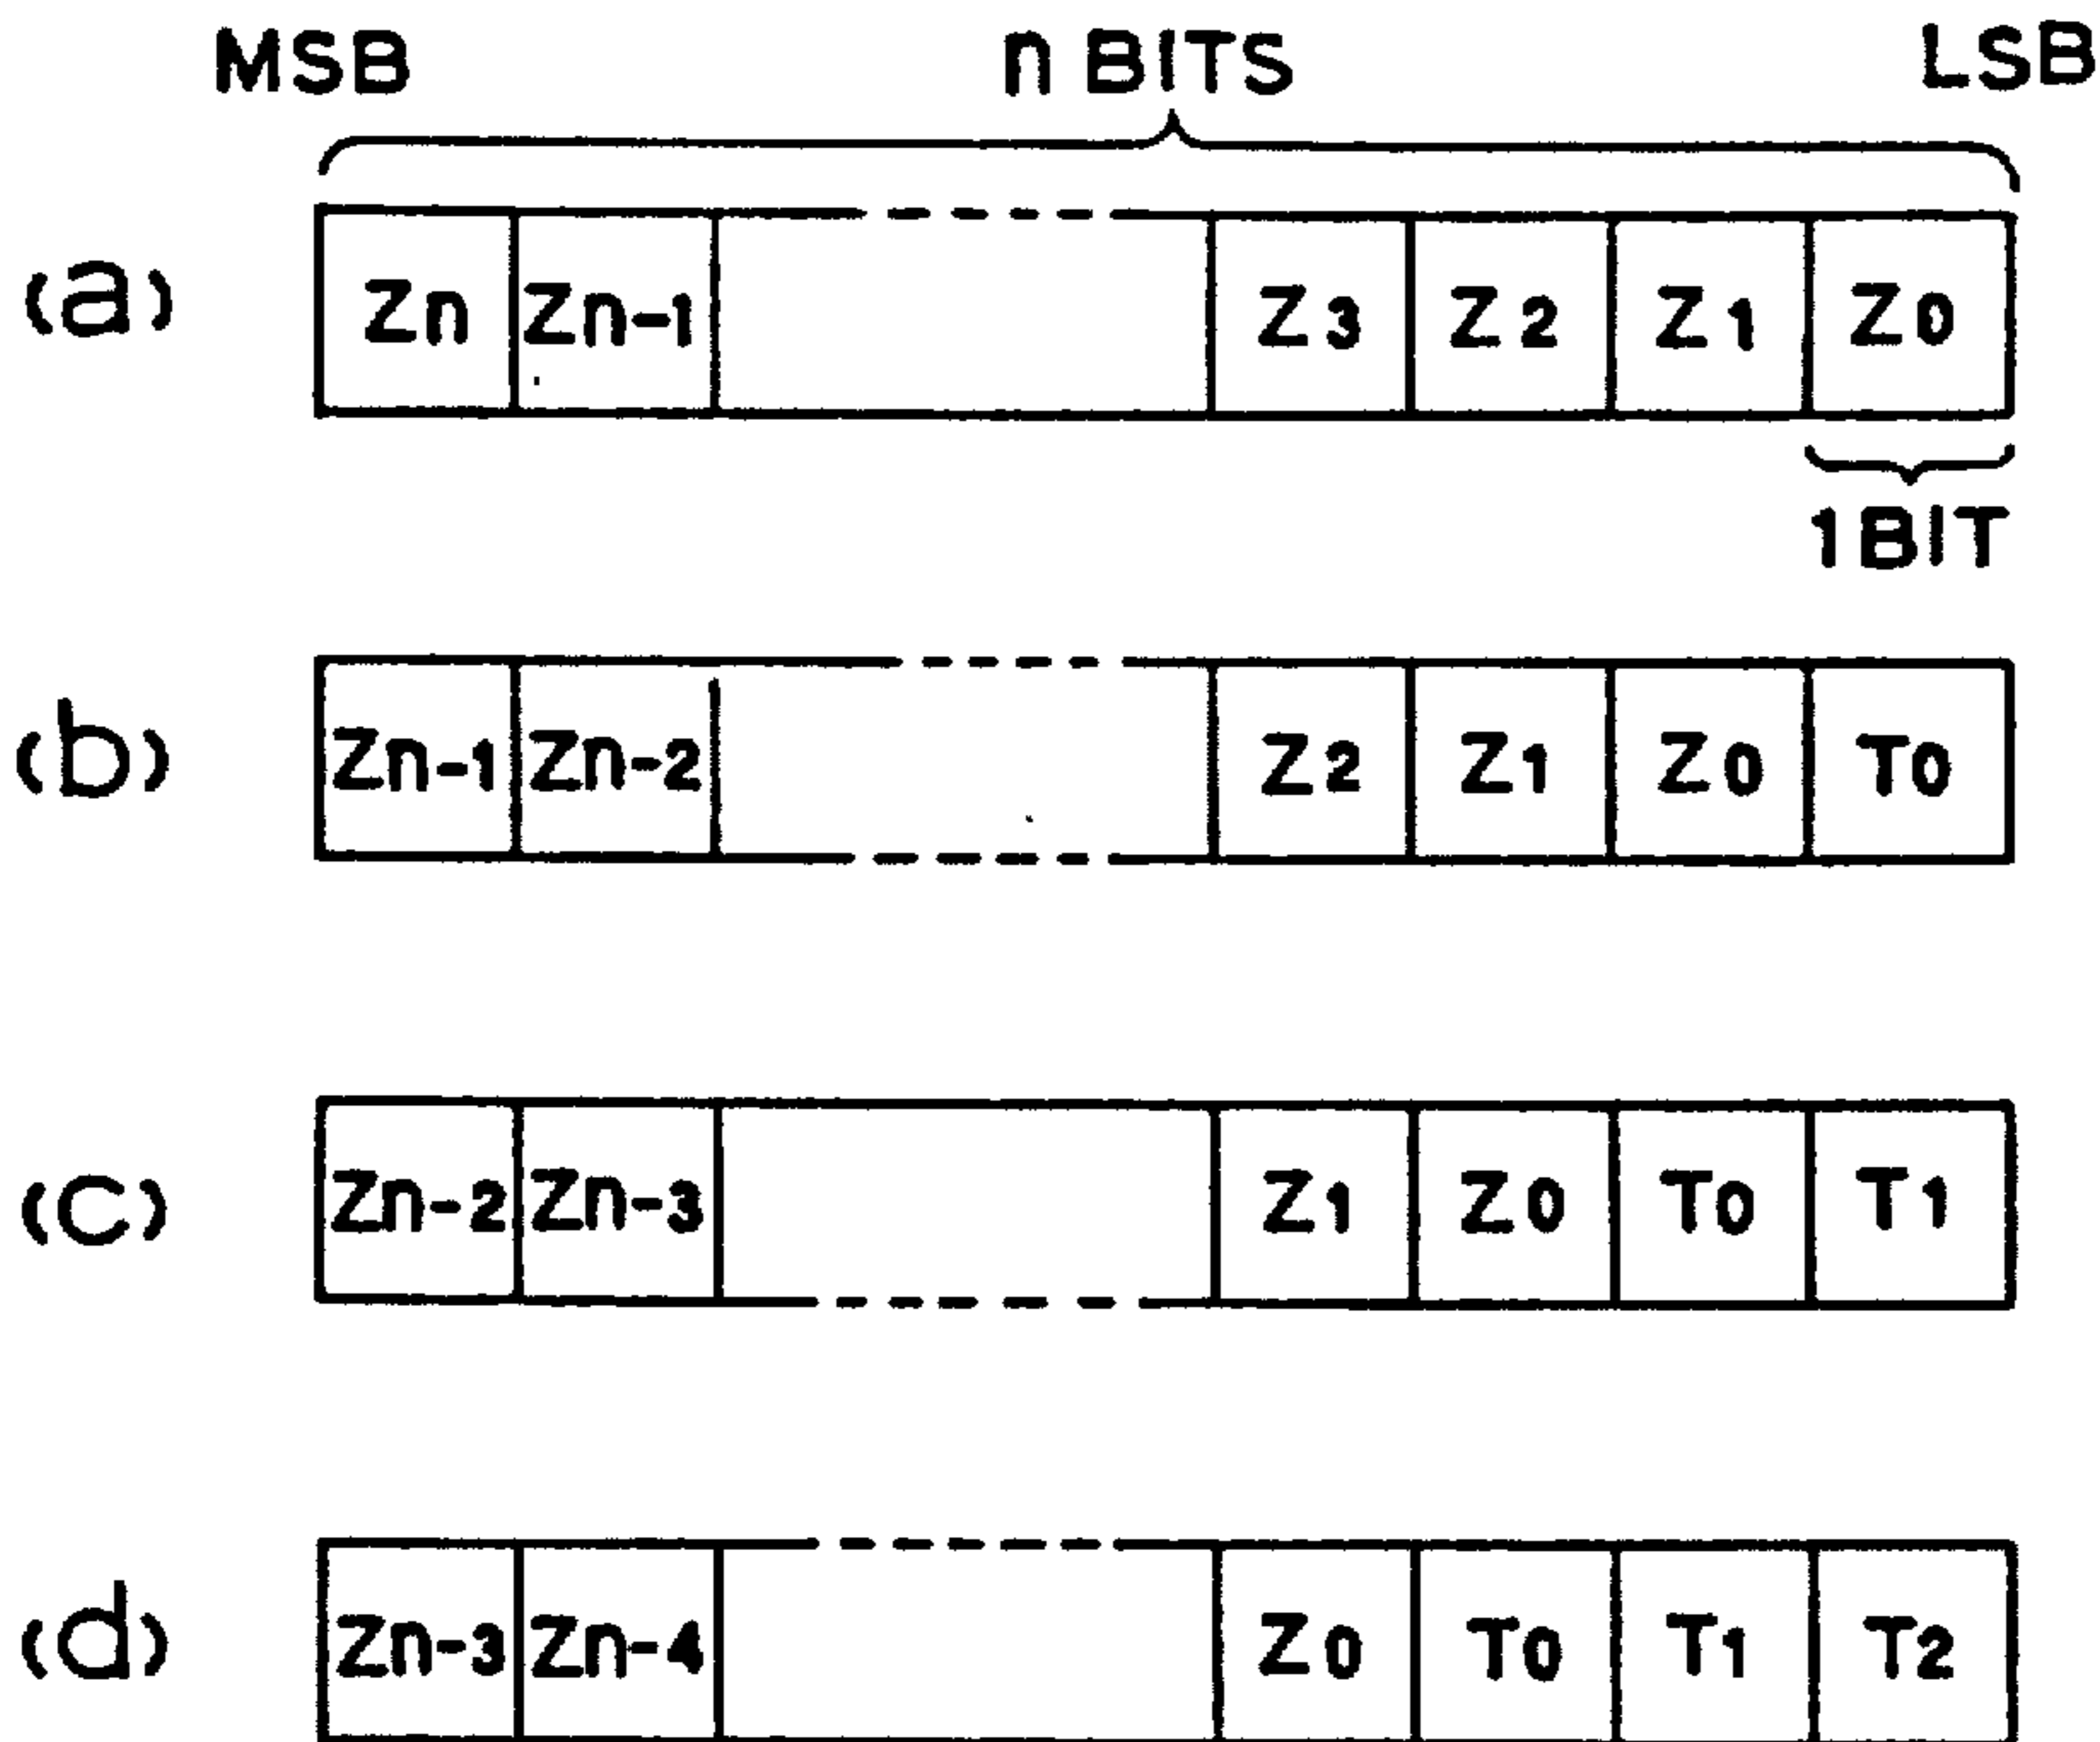 MSB n BITS LSB
(a) Zn Zn-1 Z3 Z2 Z1 Z0
1BIT
(b) Zn-1 Zn-2 Z2 Z1 Z0 T0
(c) Zn-2 Zn-3 Z1 Z0 T0 T1
(d) Zn-3 Zn-4 Z0 T0 T1 T2